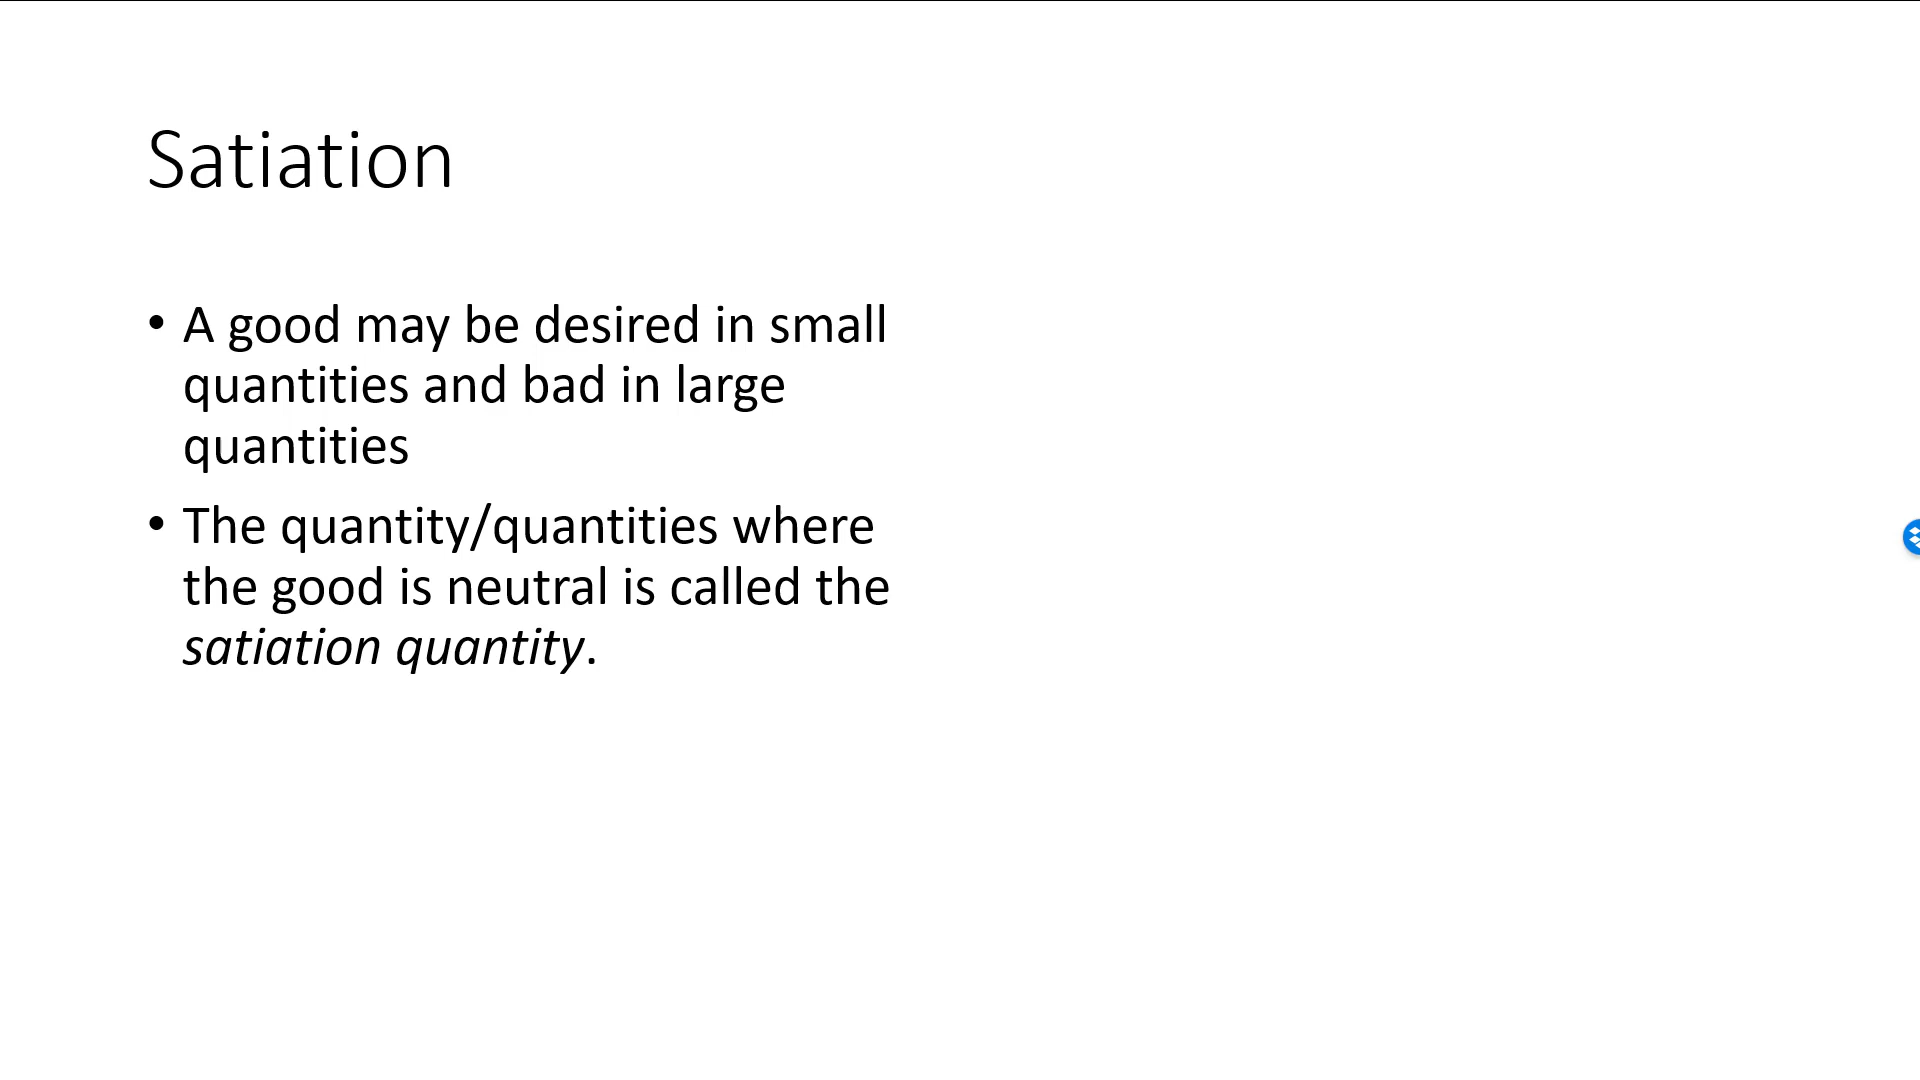 Satiation
• A good may be desired in small
quantities and bad in large
quantities
• The quantity/quantities where
the good is neutral is called the
satiation quantity.